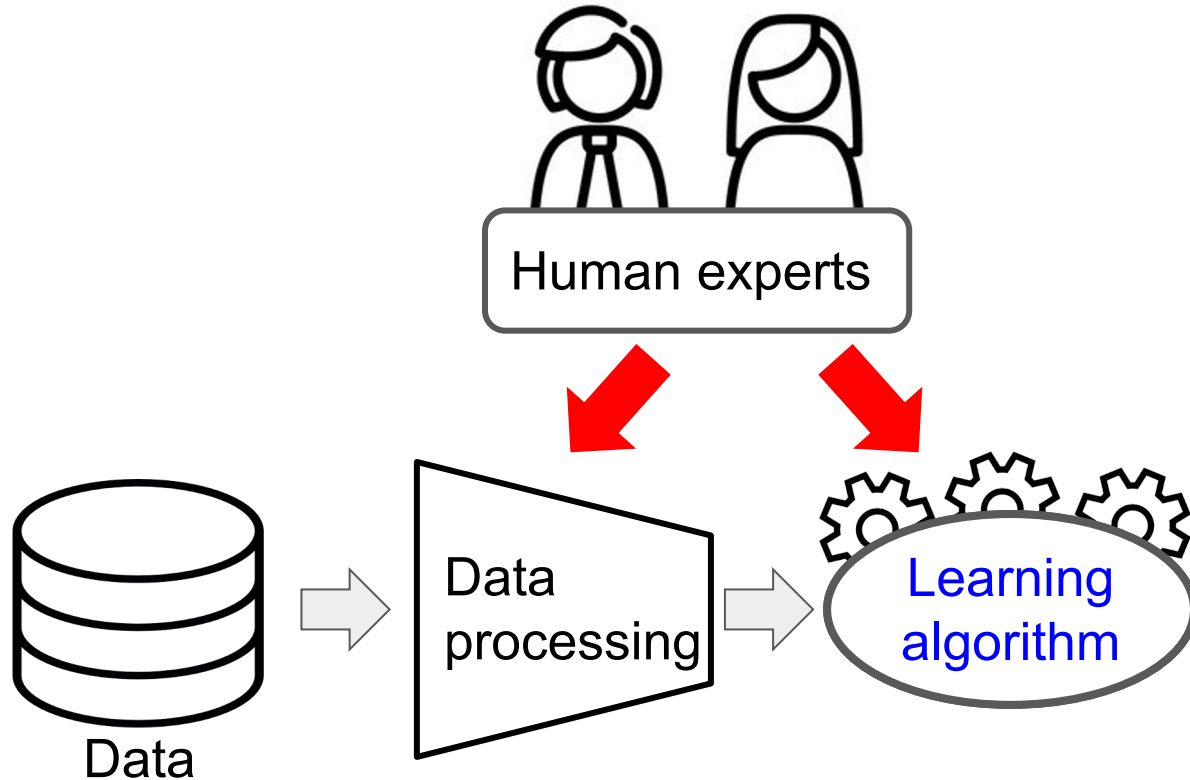 Human experts
Data
processing
Learning
algorithm
Data